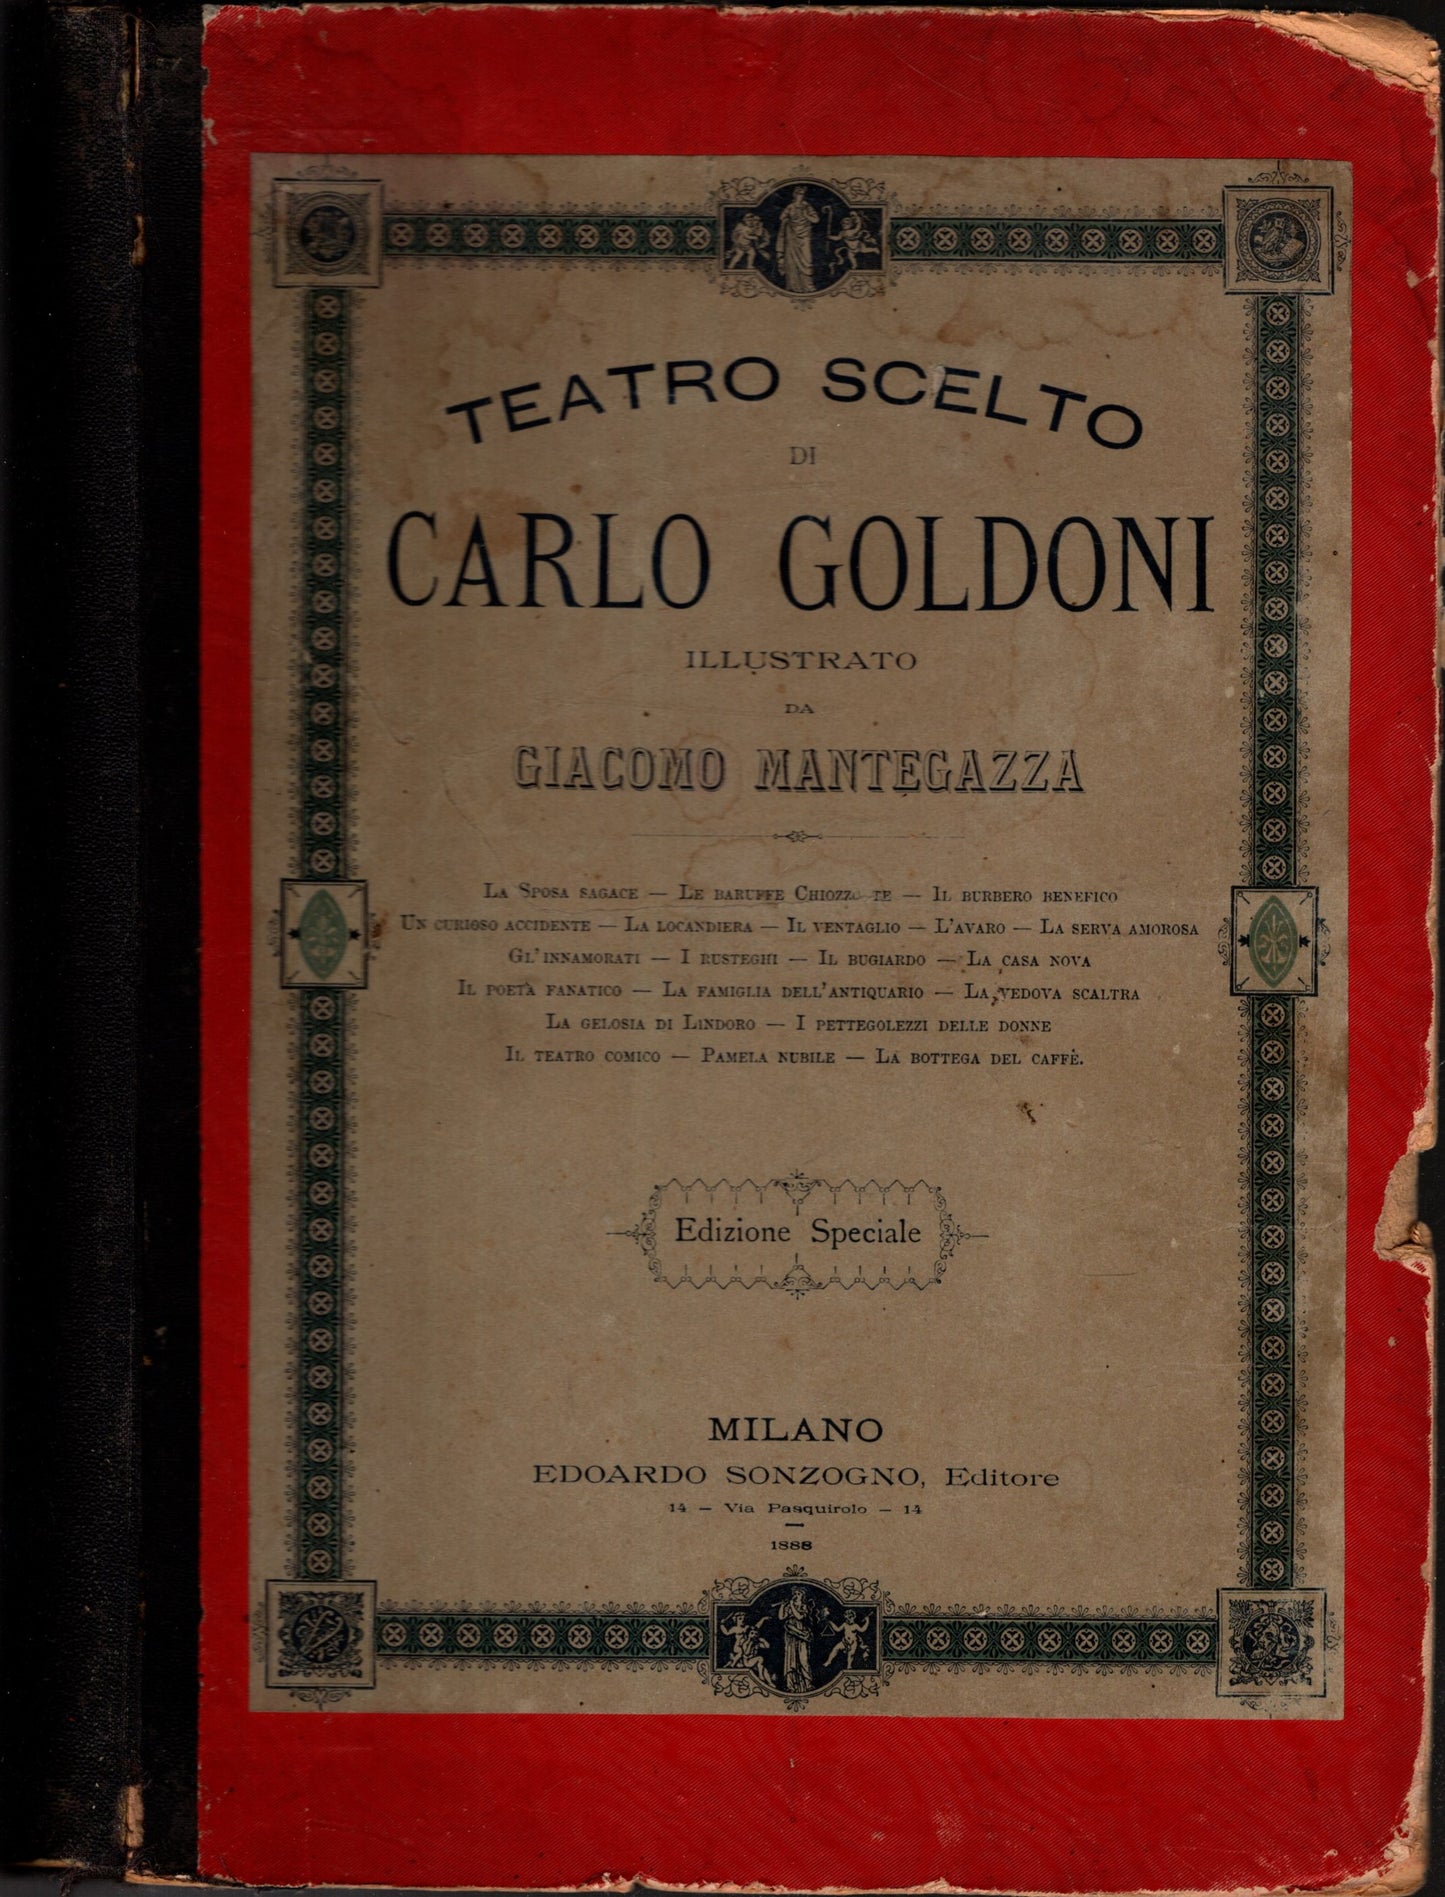 TEATRO SCELTO
DI
CARLO GOLDONI
ILLUSTRATO
DA
GIACOMO MANTEGAZZA
La Sposa sagace — Le baruffe Chiozzotte — Il burbero benefico
Un curioso accidente — La locandiera — Il ventaglio — L'avaro — La serva amorosa
Gl'innamorati — I rusteghi — Il bugiardo — La casa nova
Il poeta fanatico — La famiglia dell'antiquario — La vedova scaltra
La gelosia di Lindoro — I pettegolezzi delle donne
Il teatro comico — Pamela nubile — La bottega del caffè.
Edizione Speciale
MILANO
EDOARDO SONZOGNO, Editore
14 — Via Pasquirolo — 14
1888